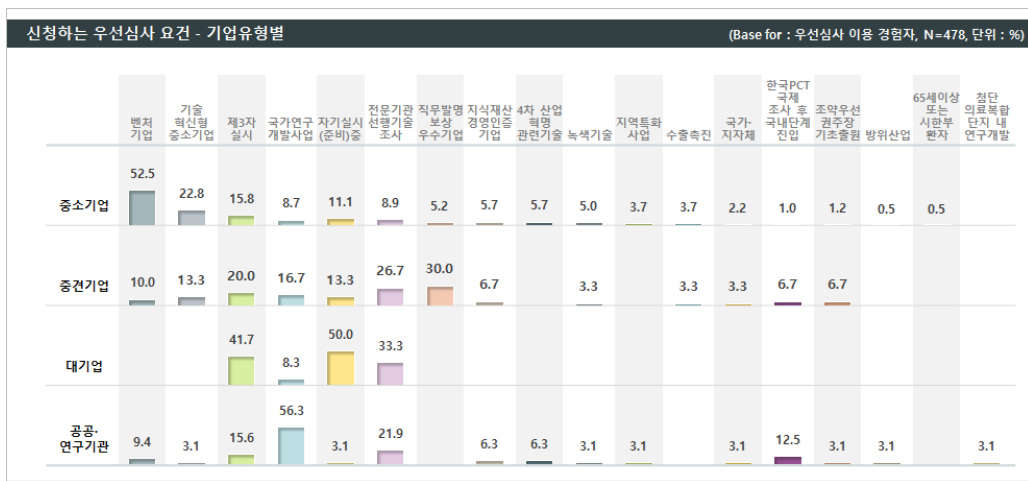 신청하는 우선심사 요건 - 기업유형별 (Base for : 우선심사 이용 경험자, N=478, 단위 : %)
벤처
기업
기술
혁신형
중소기업
제3자
실시
국가연구
개발사업
자기실시
(준비)중
전문기관
선행기술
조사
직무발명
보상
우수기업
지식재산
경영인증
기업
4차 산업
혁명
관련기술
녹색기술
지역특화
사업
수출촉진
국가·
지자체
한국PCT
국제
조사 후
국내단계
진입
조약우선
권주장
기초출원
방위산업
65세이상
또는
시한부
환자
첨단
의료복합
단지 내
연구개발
중소기업 52.5 22.8 15.8 8.7 11.1 8.9 5.2 5.7 5.7 5.0 3.7 3.7 2.2 1.0 1.2 0.5 0.5
중견기업 10.0 13.3 20.0 16.7 13.3 26.7 30.0 6.7 3.3 3.3 3.3 6.7 6.7
대기업 41.7 8.3 50.0 33.3
공공·
연구기관 9.4 3.1 15.6 56.3 3.1 21.9 6.3 6.3 3.1 3.1 3.1 12.5 3.1 3.1 3.1